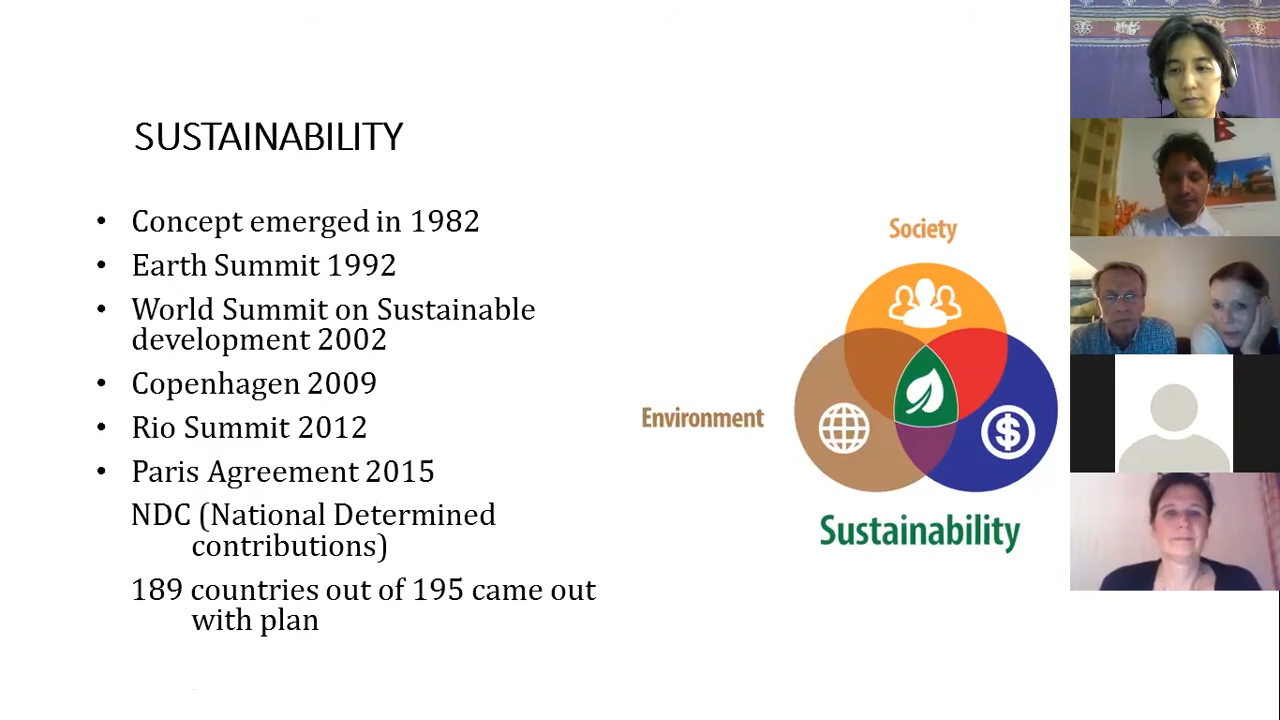 SUSTAINABILITY
• Concept emerged in 1982
• Earth Summit 1992
• World Summit on Sustainable
development 2002
• Copenhagen 2009
• Rio Summit 2012
• Paris Agreement 2015
NDC (National Determined
contributions)
189 countries out of 195 came out
with plan
Society
Environment
$
Sustainability